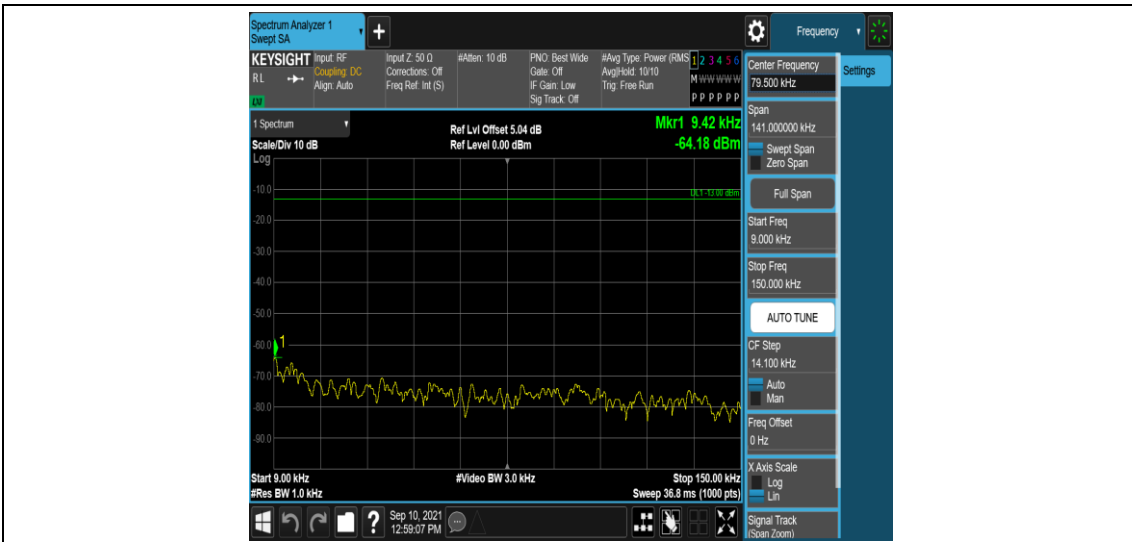 Spectrum Analyzer 1
Swept SA
Frequency
KEYSIGHT
RL
LXI
Input: RF
Coupling: DC
Align: Auto
Input Z: 50 Ω
Corrections: Off
Freq Ref: Int (S)
#Atten: 10 dB
PNO: Best Wide
Gate: Off
IF Gain: Low
Sig Track: Off
#Avg Type: Power (RMS
Avg|Hold: 10/10
Trig: Free Run
1 2 3 4 5 6
M W W W W W
P P P P P P
Center Frequency
79.500 kHz
Settings
Span
141.000000 kHz
Swept Span
Zero Span
Full Span
Start Freq
9.000 kHz
Stop Freq
150.000 kHz
AUTO TUNE
CF Step
14.100 kHz
Auto
Man
Freq Offset
0 Hz
X Axis Scale
Log
Lin
Signal Track
(Span Zoom)
1 Spectrum
Scale/Div 10 dB
Log
Ref Lvl Offset 5.04 dB
Ref Level 0.00 dBm
Mkr1 9.42 kHz
-64.18 dBm
DL1 -13.00 dBm
-10.0
-20.0
-30.0
-40.0
-50.0
-60.0
1
-70.0
-80.0
-90.0
Start 9.00 kHz
#Res BW 1.0 kHz
#Video BW 3.0 kHz
Stop 150.00 kHz
Sweep 36.8 ms (1000 pts)
?
Sep 10, 2021
12:59:07 PM